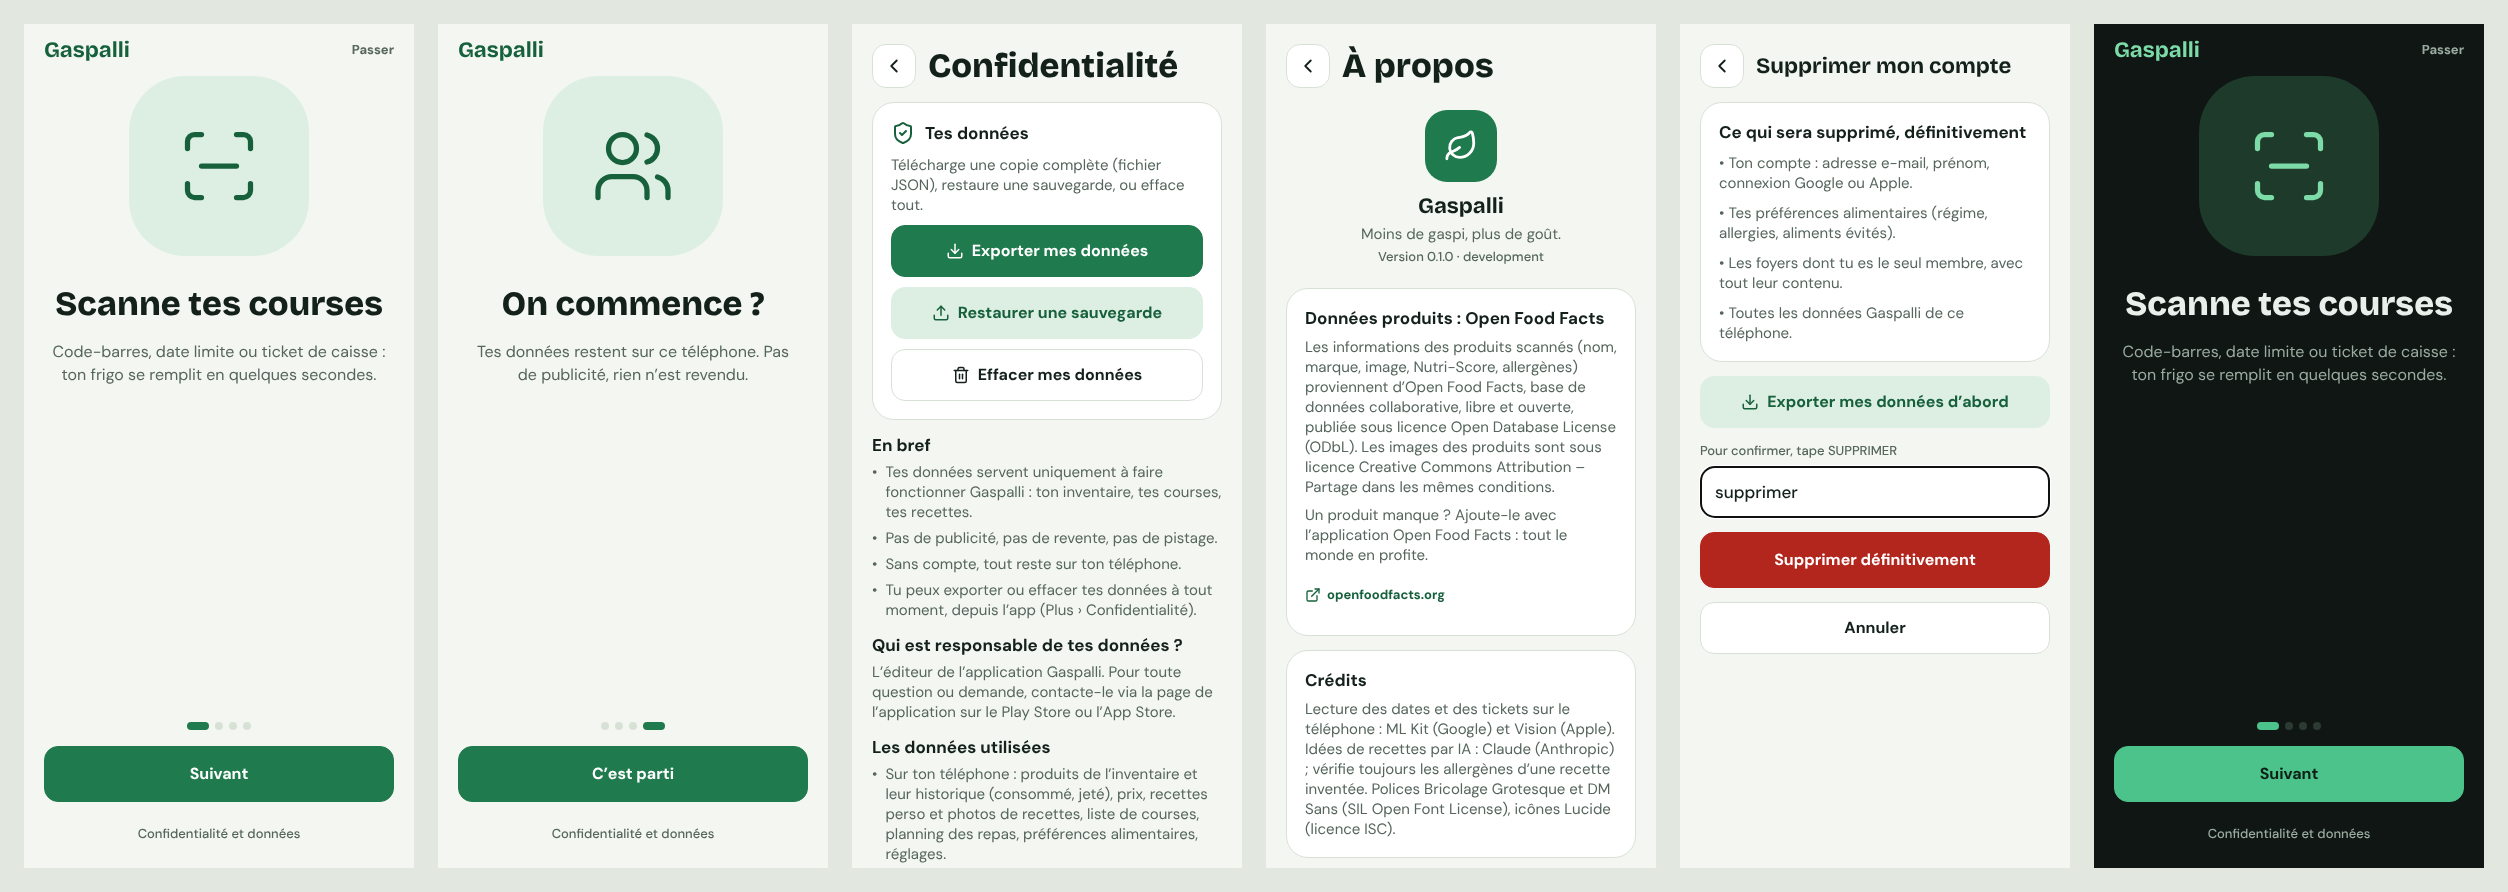 Gaspalli
Passer
Scanne tes courses
Code-barres, date limite ou ticket de caisse :
ton frigo se remplit en quelques secondes.
Suivant
Confidentialité et données
Gaspalli
On commence ?
Tes données restent sur ce téléphone. Pas
de publicité, rien n’est revendu.
C’est parti
Confidentialité et données
Confidentialité
Tes données
Télécharge une copie complète (fichier
JSON), restaure une sauvegarde, ou efface
tout.
Exporter mes données
Restaurer une sauvegarde
Effacer mes données
En bref
• Tes données servent uniquement à faire
fonctionner Gaspalli : ton inventaire, tes courses,
tes recettes.
• Pas de publicité, pas de revente, pas de pistage.
• Sans compte, tout reste sur ton téléphone.
• Tu peux exporter ou effacer tes données à tout
moment, depuis l’app (Plus › Confidentialité).
Qui est responsable de tes données ?
L’éditeur de l’application Gaspalli. Pour toute
question ou demande, contacte-le via la page de
l’application sur le Play Store ou l’App Store.
Les données utilisées
• Sur ton téléphone : produits de l’inventaire et
leur historique (consommé, jeté), prix, recettes
perso et photos de recettes, liste de courses,
planning des repas, préférences alimentaires,
réglages.
À propos
Gaspalli
Moins de gaspi, plus de goût.
Version 0.1.0 · development
Données produits : Open Food Facts
Les informations des produits scannés (nom,
marque, image, Nutri-Score, allergènes)
proviennent d’Open Food Facts, base de
données collaborative, libre et ouverte,
publiée sous licence Open Database License
(ODbL). Les images des produits sont sous
licence Creative Commons Attribution –
Partage dans les mêmes conditions.
Un produit manque ? Ajoute-le avec
l’application Open Food Facts : tout le
monde en profite.
openfoodfacts.org
Crédits
Lecture des dates et des tickets sur le
téléphone : ML Kit (Google) et Vision (Apple).
Idées de recettes par IA : Claude (Anthropic)
; vérifie toujours les allergènes d’une recette
inventée. Polices Bricolage Grotesque et DM
Sans (SIL Open Font License), icônes Lucide
(licence ISC).
Supprimer mon compte
Ce qui sera supprimé, définitivement
• Ton compte : adresse e-mail, prénom,
connexion Google ou Apple.
• Tes préférences alimentaires (régime,
allergies, aliments évités).
• Les foyers dont tu es le seul membre, avec
tout leur contenu.
• Toutes les données Gaspalli de ce
téléphone.
Exporter mes données d’abord
Pour confirmer, tape SUPPRIMER
supprimer
Supprimer définitivement
Annuler
Gaspalli
Passer
Scanne tes courses
Code-barres, date limite ou ticket de caisse :
ton frigo se remplit en quelques secondes.
Suivant
Confidentialité et données